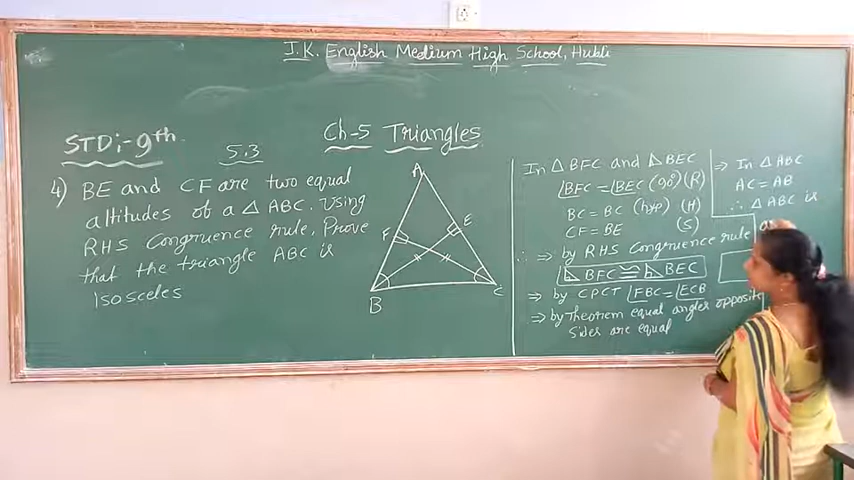 J.K. English Medium High School, Hubli
STD:- 9th
5.3
Ch-5 Triangles
4) BE and CF are two equal
altitudes of a △ ABC. Using
RHS congruence rule, Prove
that the triangle ABC is
Isosceles
A
F
E
B
C
In △ BFC and △ BEC
∠BFC = ∠BEC (90°) (R)
BC = BC (hyp) (H)
CF = BE (S)
∴ ⇒ by RHS congruence rule
△ BFC ≅ △ BEC
⇒ by CPCT ∠FBC = ∠ECB
⇒ by Theorem equal angles opposite
sides are equal
⇒ In △ ABC
AC = AB
∴ △ ABC is